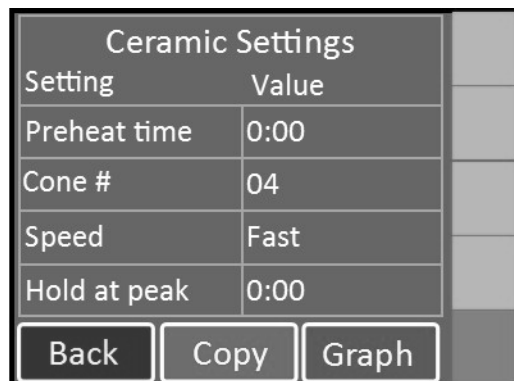 Ceramic Settings
Setting Value
Preheat time 0:00
Cone # 04
Speed Fast
Hold at peak 0:00
Back Copy Graph